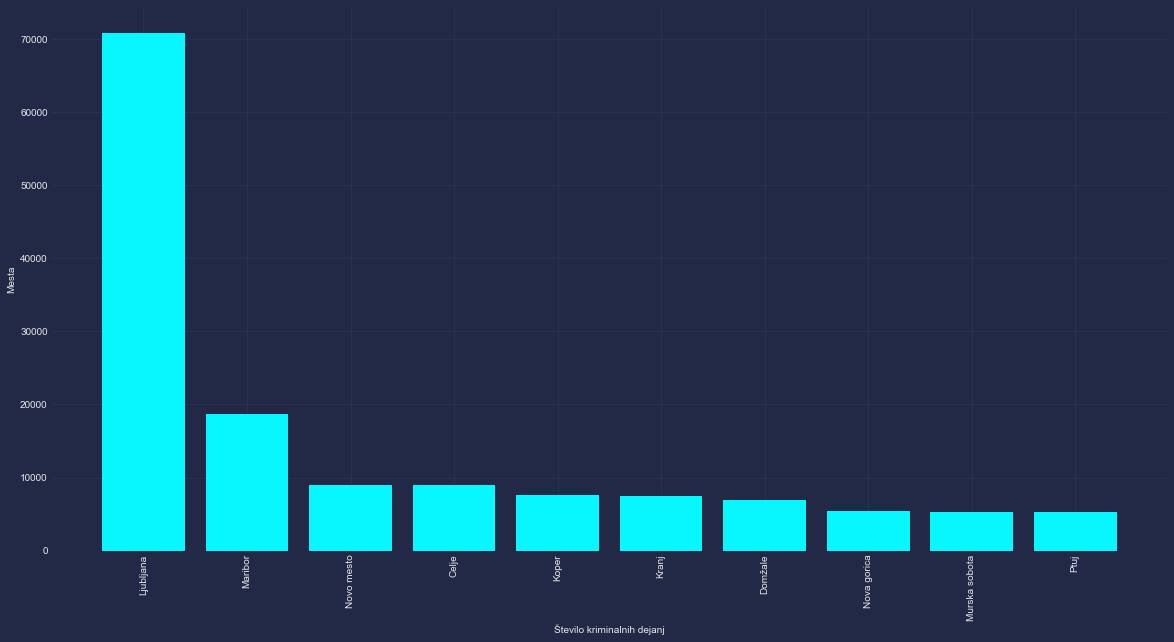 70000
60000
50000
40000
30000
20000
10000
0
Mesta
Ljubljana
Maribor
Novo mesto
Celje
Koper
Kranj
Domžale
Nova gorica
Murska sobota
Ptuj
Število kriminalnih dejanj